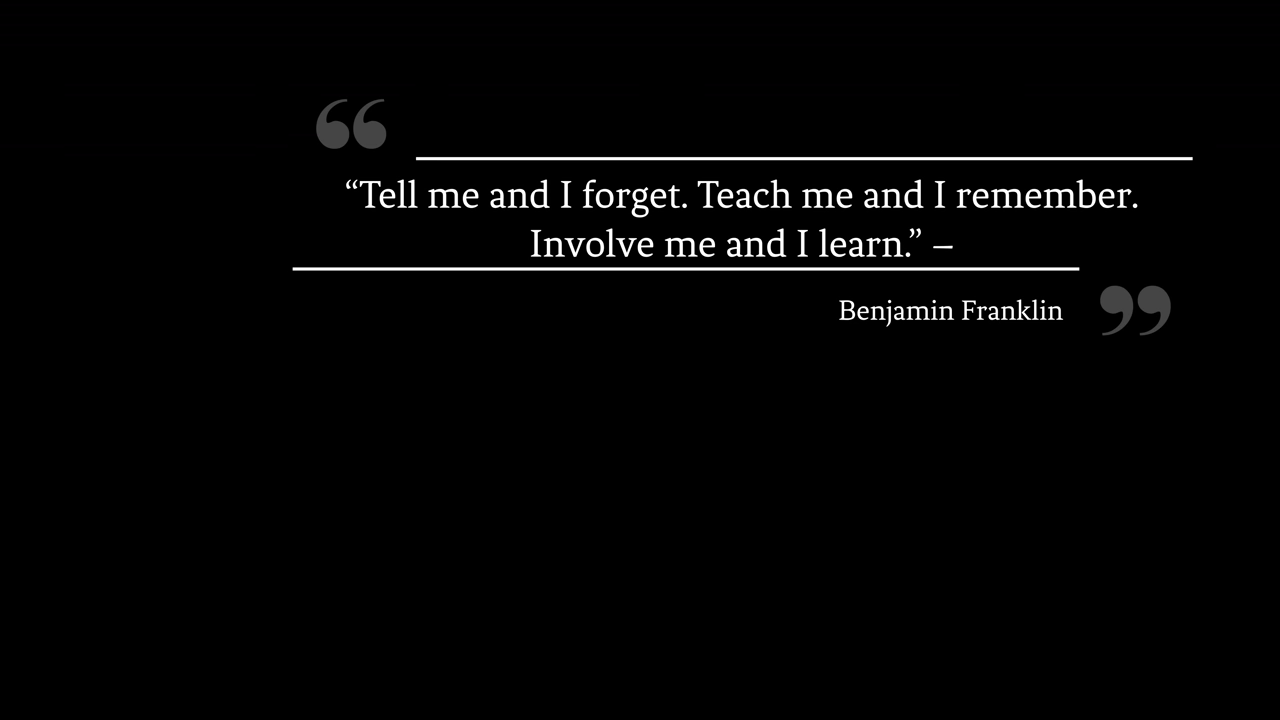 “Tell me and I forget. Teach me and I remember.
Involve me and I learn.” –
Benjamin Franklin